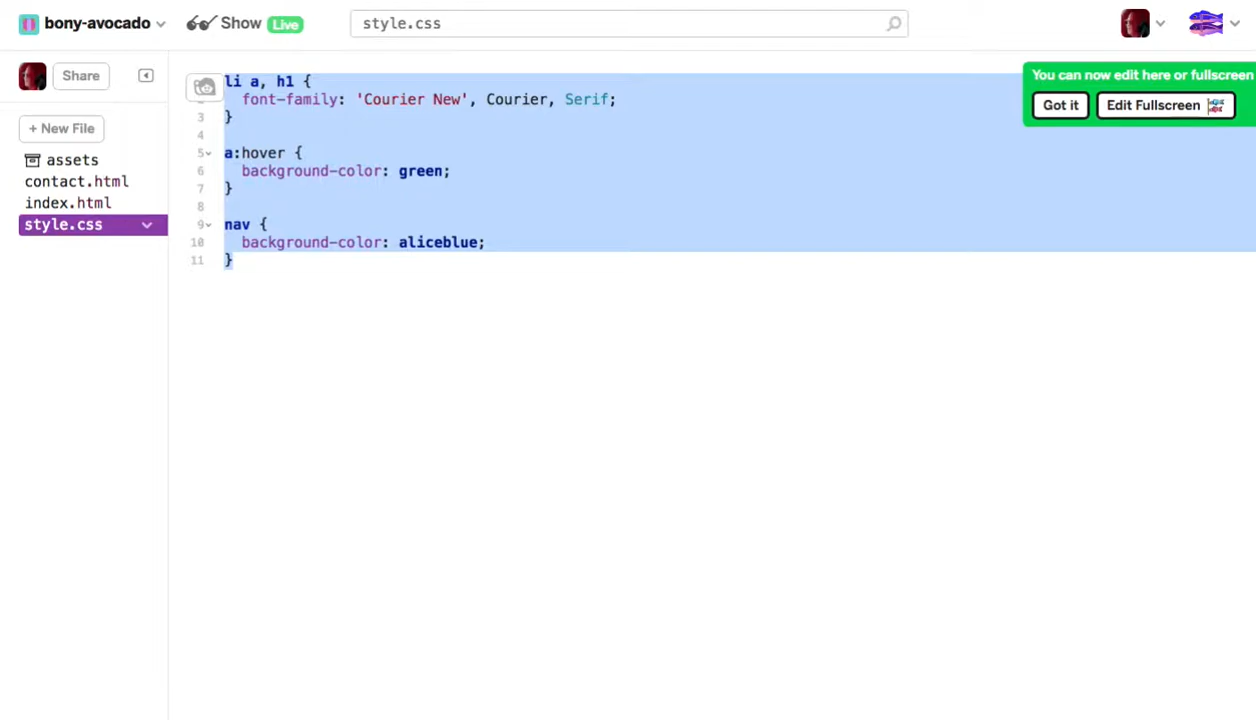 bony-avocado
Show Live
style.css
Share
+ New File
assets
contact.html
index.html
style.css
li a, h1 {
font-family: 'Courier New', Courier, Serif;
3 }
4
5 a:hover {
6 background-color: green;
7 }
8
9 nav {
10 background-color: aliceblue;
11 }
You can now edit here or fullscreen
Got it
Edit Fullscreen